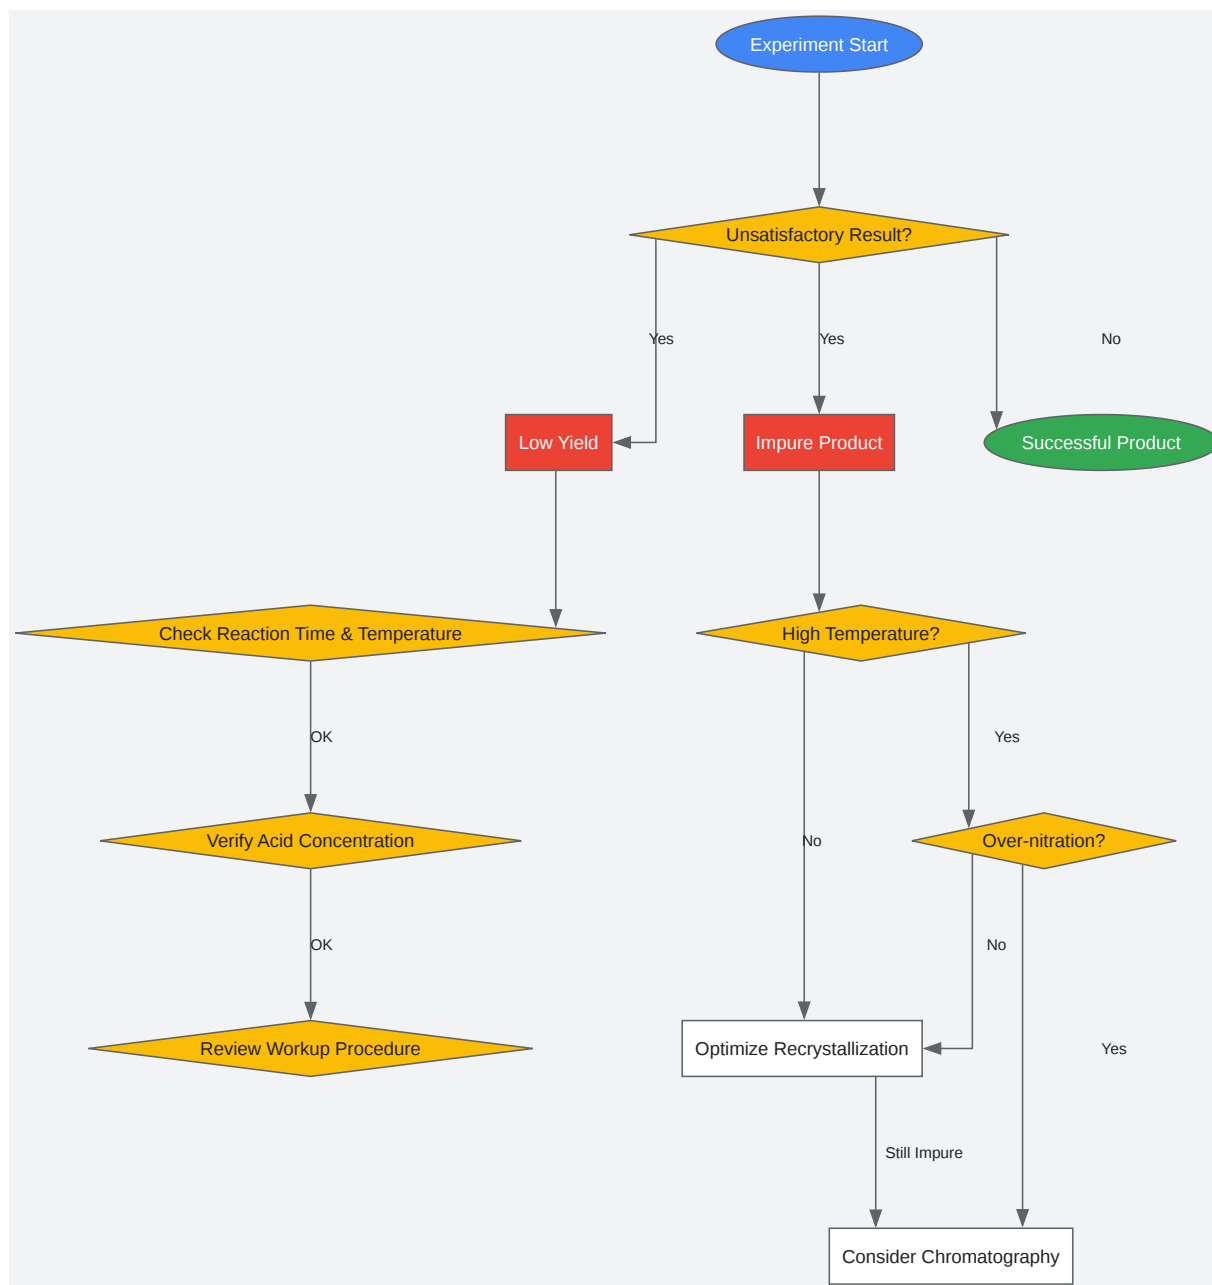 Experiment Start
Unsatisfactory Result?
Yes
Yes
No
Low Yield
Impure Product
Successful Product
Check Reaction Time & Temperature
High Temperature?
OK
Yes
Verify Acid Concentration
No
Over-nitration?
OK
No
Review Workup Procedure
Optimize Recrystallization
Yes
Still Impure
Consider Chromatography